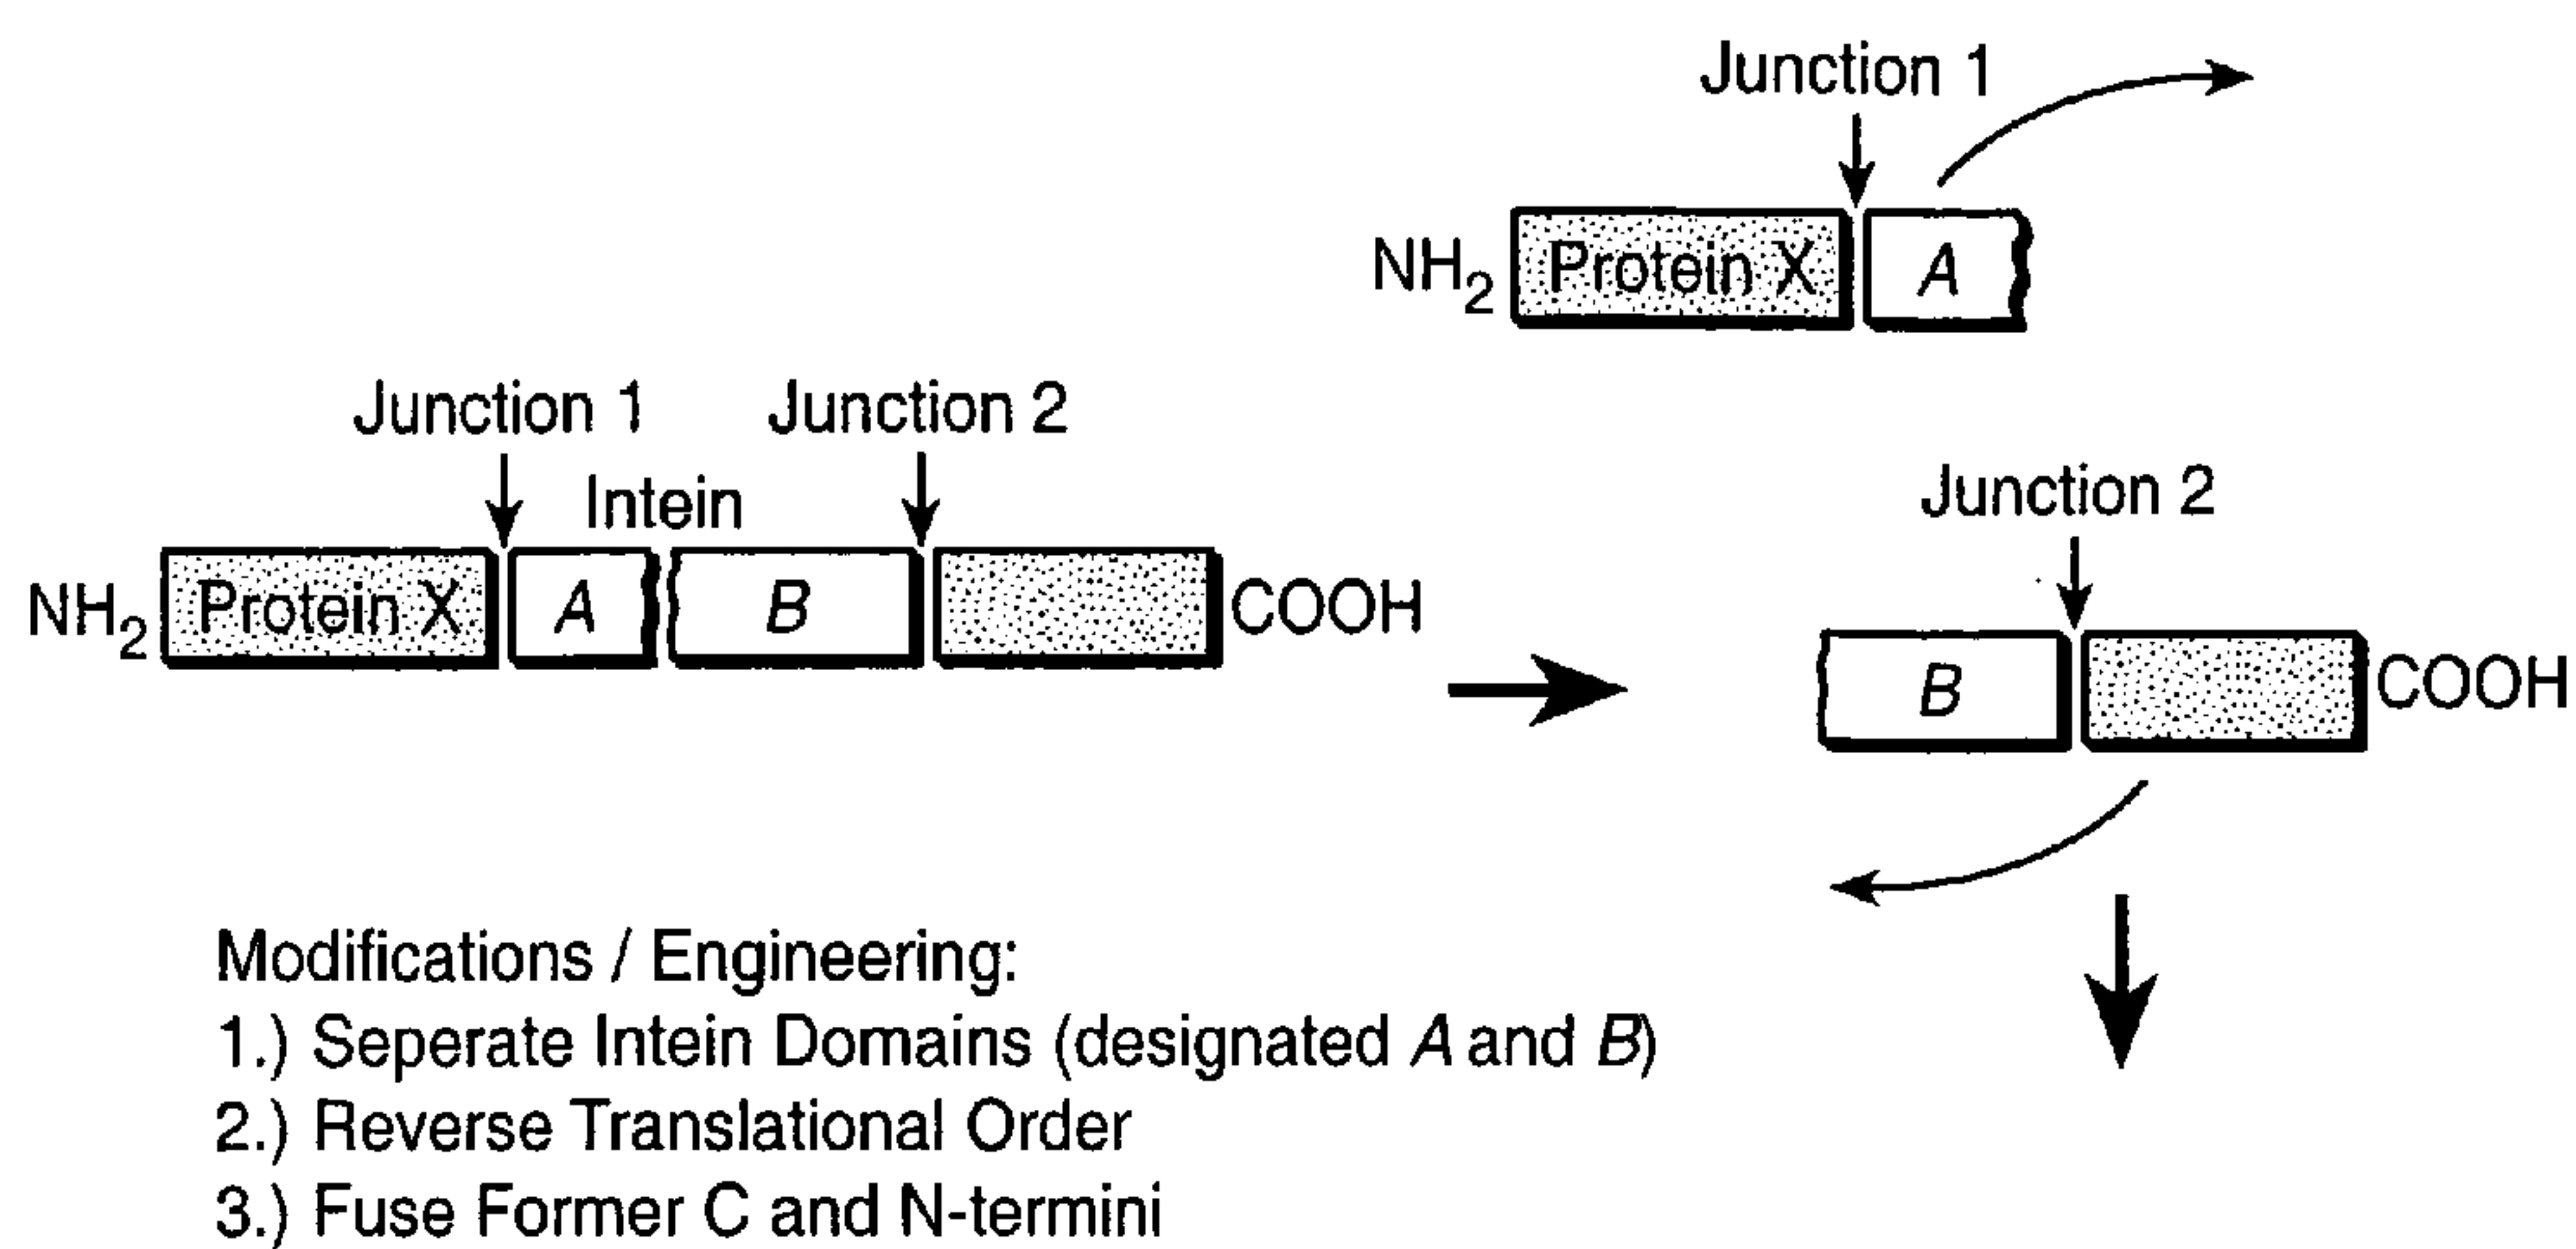 Junction 1
NH2 Protein X A
Junction 1 Junction 2
Intein
NH2 Protein X A B COOH
Junction 2
B COOH
Modifications / Engineering:
1.) Seperate Intein Domains (designated A and B)
2.) Reverse Translational Order
3.) Fuse Former C and N-termini